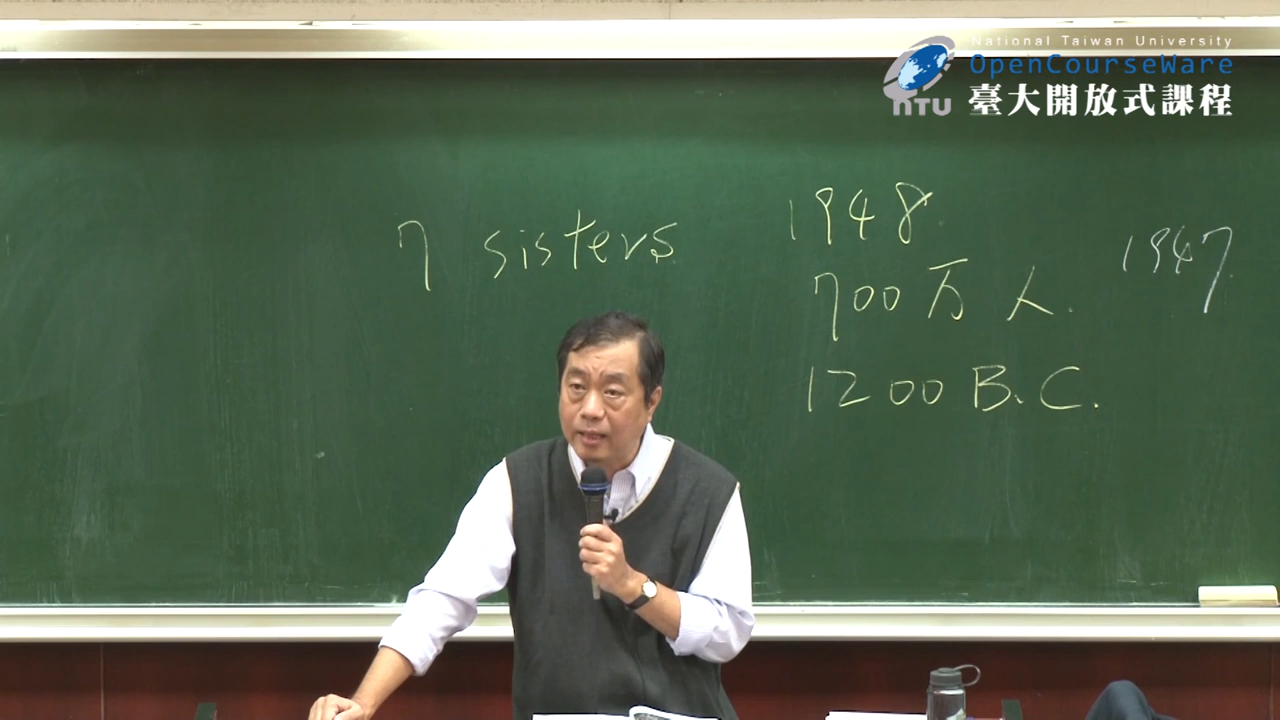 National Taiwan University
OpenCourseWare
NTU
臺大開放式課程
7 sisters
1948
700万人.
1200 B.C.
1947